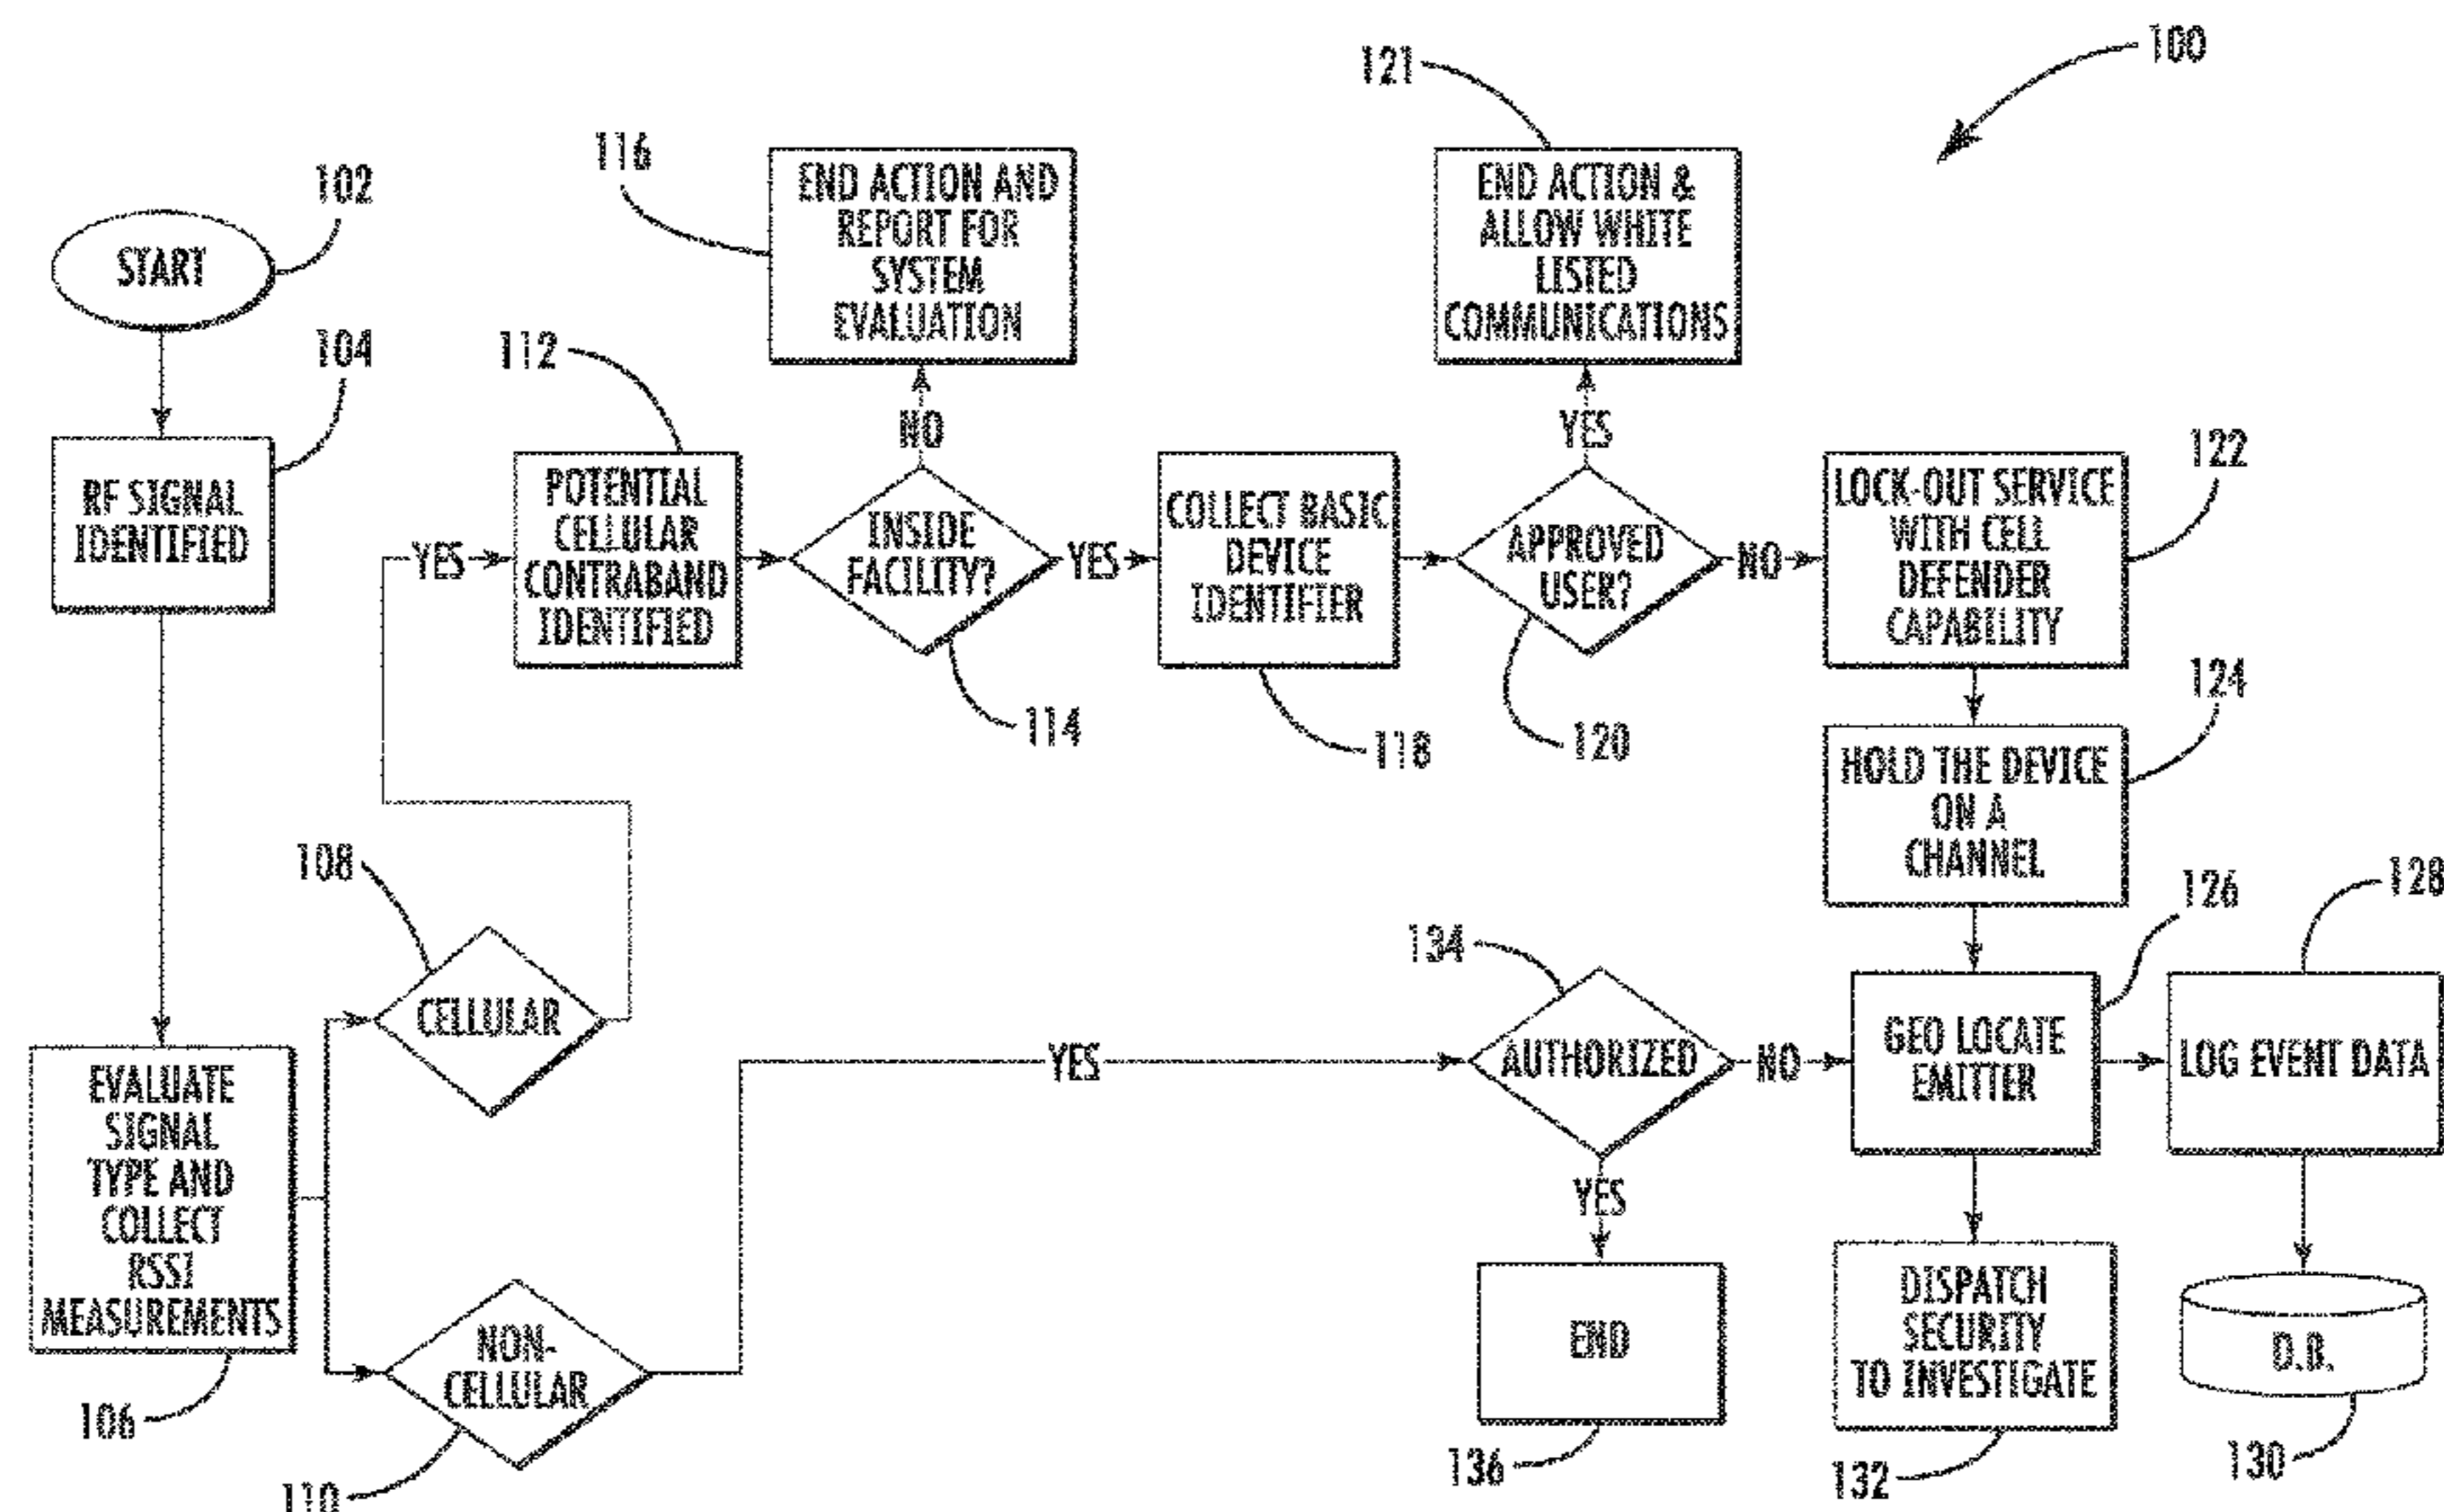 100
121
116
102
END ACTION AND
REPORT FOR
SYSTEM
EVALUATION
END ACTION &
ALLOW WHITE
LISTED
COMMUNICATIONS
START
104
112
NO
YES
122
RF SIGNAL
IDENTIFIED
YES
POTENTIAL
CELLULAR
CONTRABAND
IDENTIFIED
INSIDE
FACILITY?
YES
COLLECT BASIC
DEVICE
IDENTIFIER
APPROVED
USER?
NO
LOCK-OUT SERVICE
WITH CELL
DEFENDER
CAPABILITY
114
118
120
124
HOLD THE DEVICE
ON A
CHANNEL
108
134
126
128
CELLULAR
YES
AUTHORIZED
NO
GEO LOCATE
EMITTER
LOG EVENT DATA
EVALUATE
SIGNAL
TYPE AND
COLLECT
RSSI
MEASUREMENTS
YES
NON-
CELLULAR
END
DISPATCH
SECURITY
TO INVESTIGATE
D.B.
106
110
136
132
130